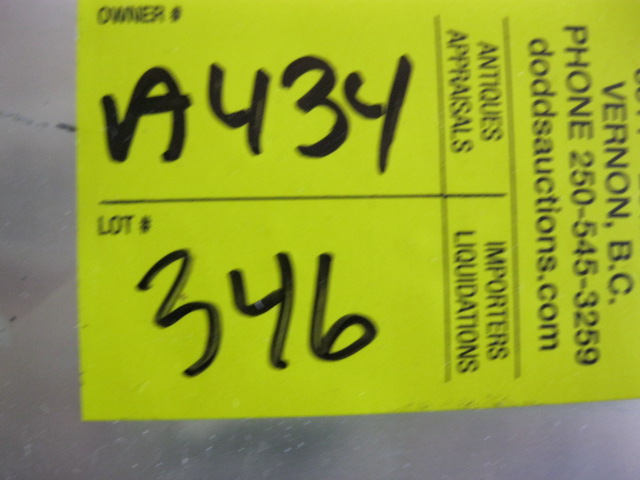 OWNER #
A434
LOT #
346
ANTIQUES
APPRAISALS
IMPORTERS
LIQUIDATIONS
VERNON, B.C.
PHONE 250-545-3259
doddsauctions.com